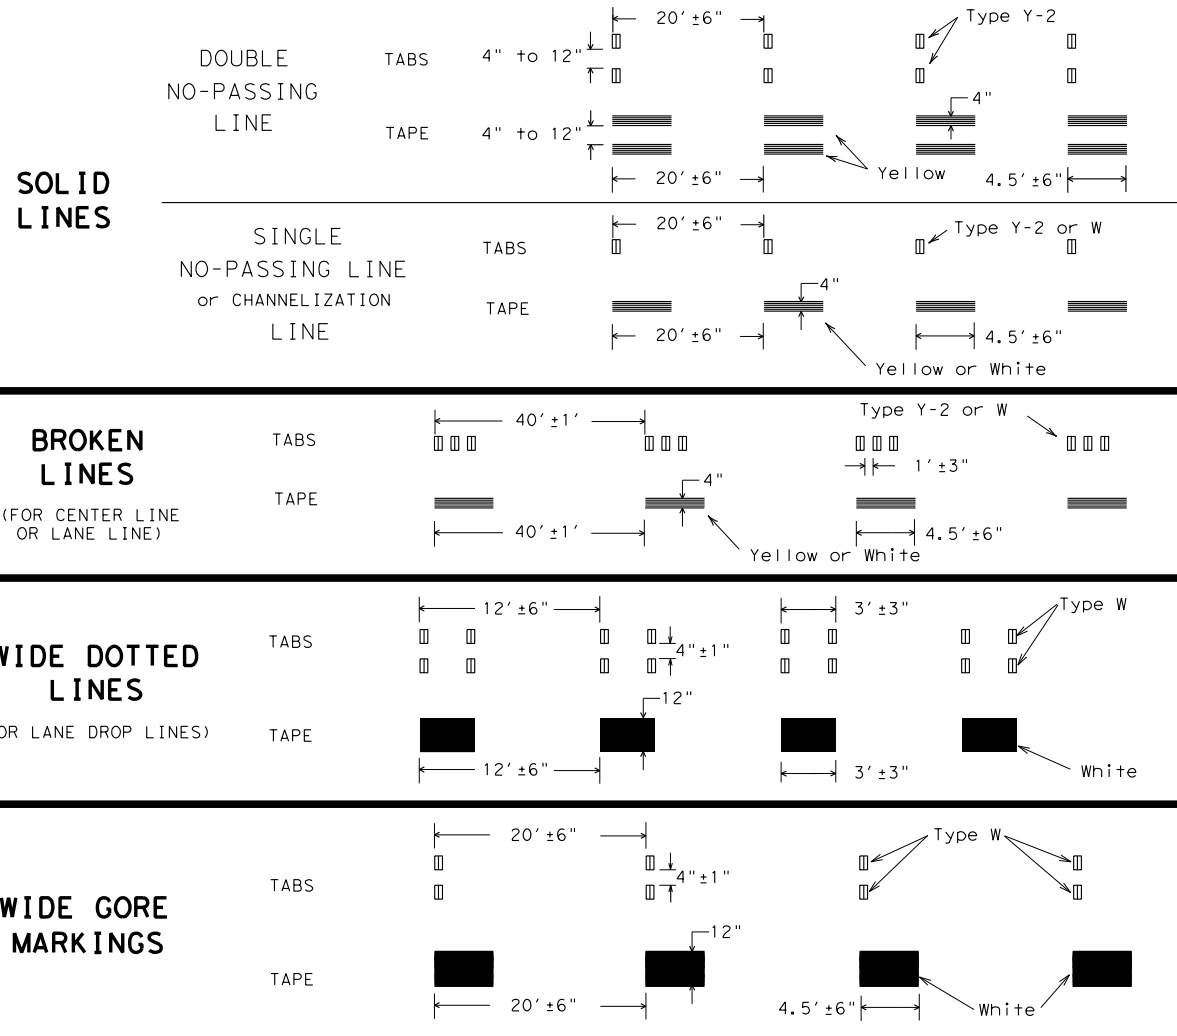 SOLID
LINES
DOUBLE
NO-PASSING
LINE
TABS
4" to 12"
20'±6"
Type Y-2
TAPE
4" to 12"
4"
Yellow
20'±6"
4.5'±6"
SINGLE
NO-PASSING LINE
or CHANNELIZATION
LINE
TABS
20'±6"
Type Y-2 or W
TAPE
4"
20'±6"
4.5'±6"
Yellow or White
BROKEN
LINES
(FOR CENTER LINE
OR LANE LINE)
TABS
40'±1'
Type Y-2 or W
1'±3"
TAPE
4"
40'±1'
4.5'±6"
Yellow or White
WIDE DOTTED
LINES
OR LANE DROP LINES)
TABS
12'±6"
3'±3"
Type W
4"±1"
TAPE
12"
12'±6"
3'±3"
White
WIDE GORE
MARKINGS
TABS
20'±6"
Type W
4"±1"
TAPE
12"
20'±6"
4.5'±6"
White